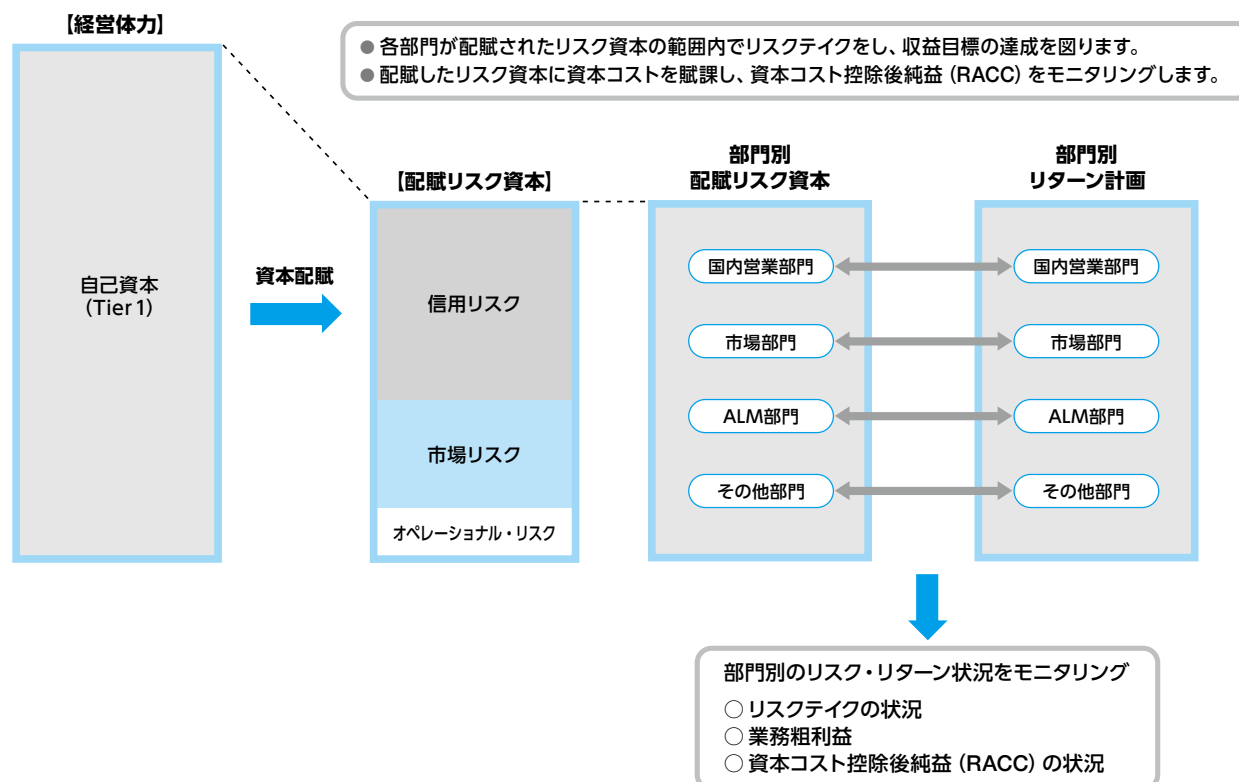 【経営体力】
● 各部門が配賦されたリスク資本の範囲内でリスクテイクをし、収益目標の達成を図ります。
● 配賦したリスク資本に資本コストを賦課し、資本コスト控除後純益（RACC）をモニタリングします。
自己資本
（Tier 1）
資本配賦
【配賦リスク資本】
信用リスク
市場リスク
オペレーショナル・リスク
部門別
配賦リスク資本
国内営業部門
市場部門
ALM部門
その他部門
部門別
リターン計画
国内営業部門
市場部門
ALM部門
その他部門
部門別のリスク・リターン状況をモニタリング
○ リスクテイクの状況
○ 業務粗利益
○ 資本コスト控除後純益（RACC）の状況